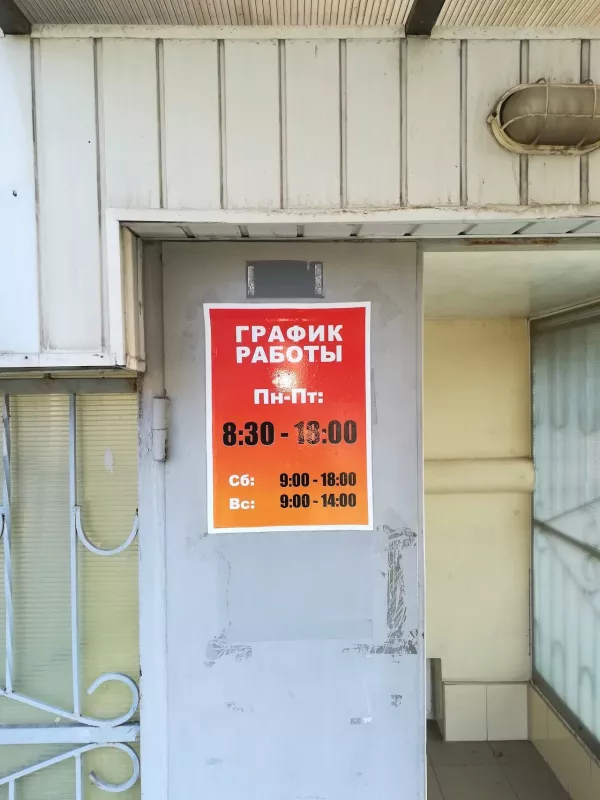 ГРАФИК
РАБОТЫ
Пн-Пт:
8:30 - 18:00
Сб: 9:00 - 18:00
Вс: 9:00 - 14:00